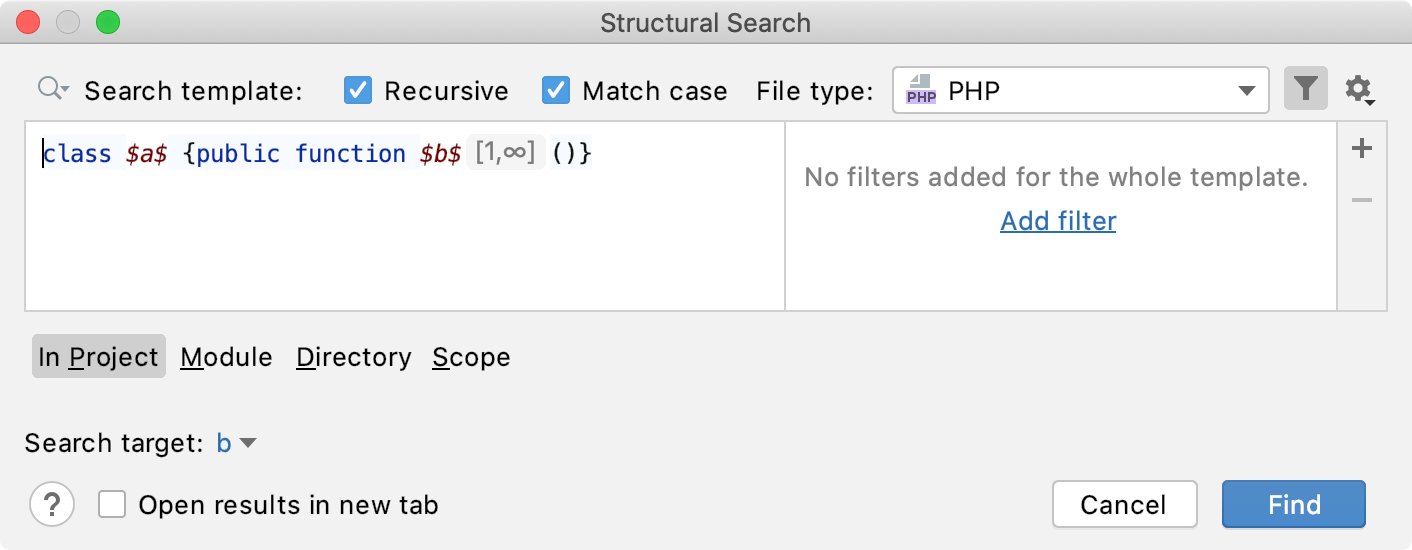 Structural Search
Search template: Recursive Match case File type: PHP PHP
class $a$ {public function $b$ [1,∞] ()}
No filters added for the whole template.
Add filter
In Project Module Directory Scope
Search target: b
? Open results in new tab Cancel Find